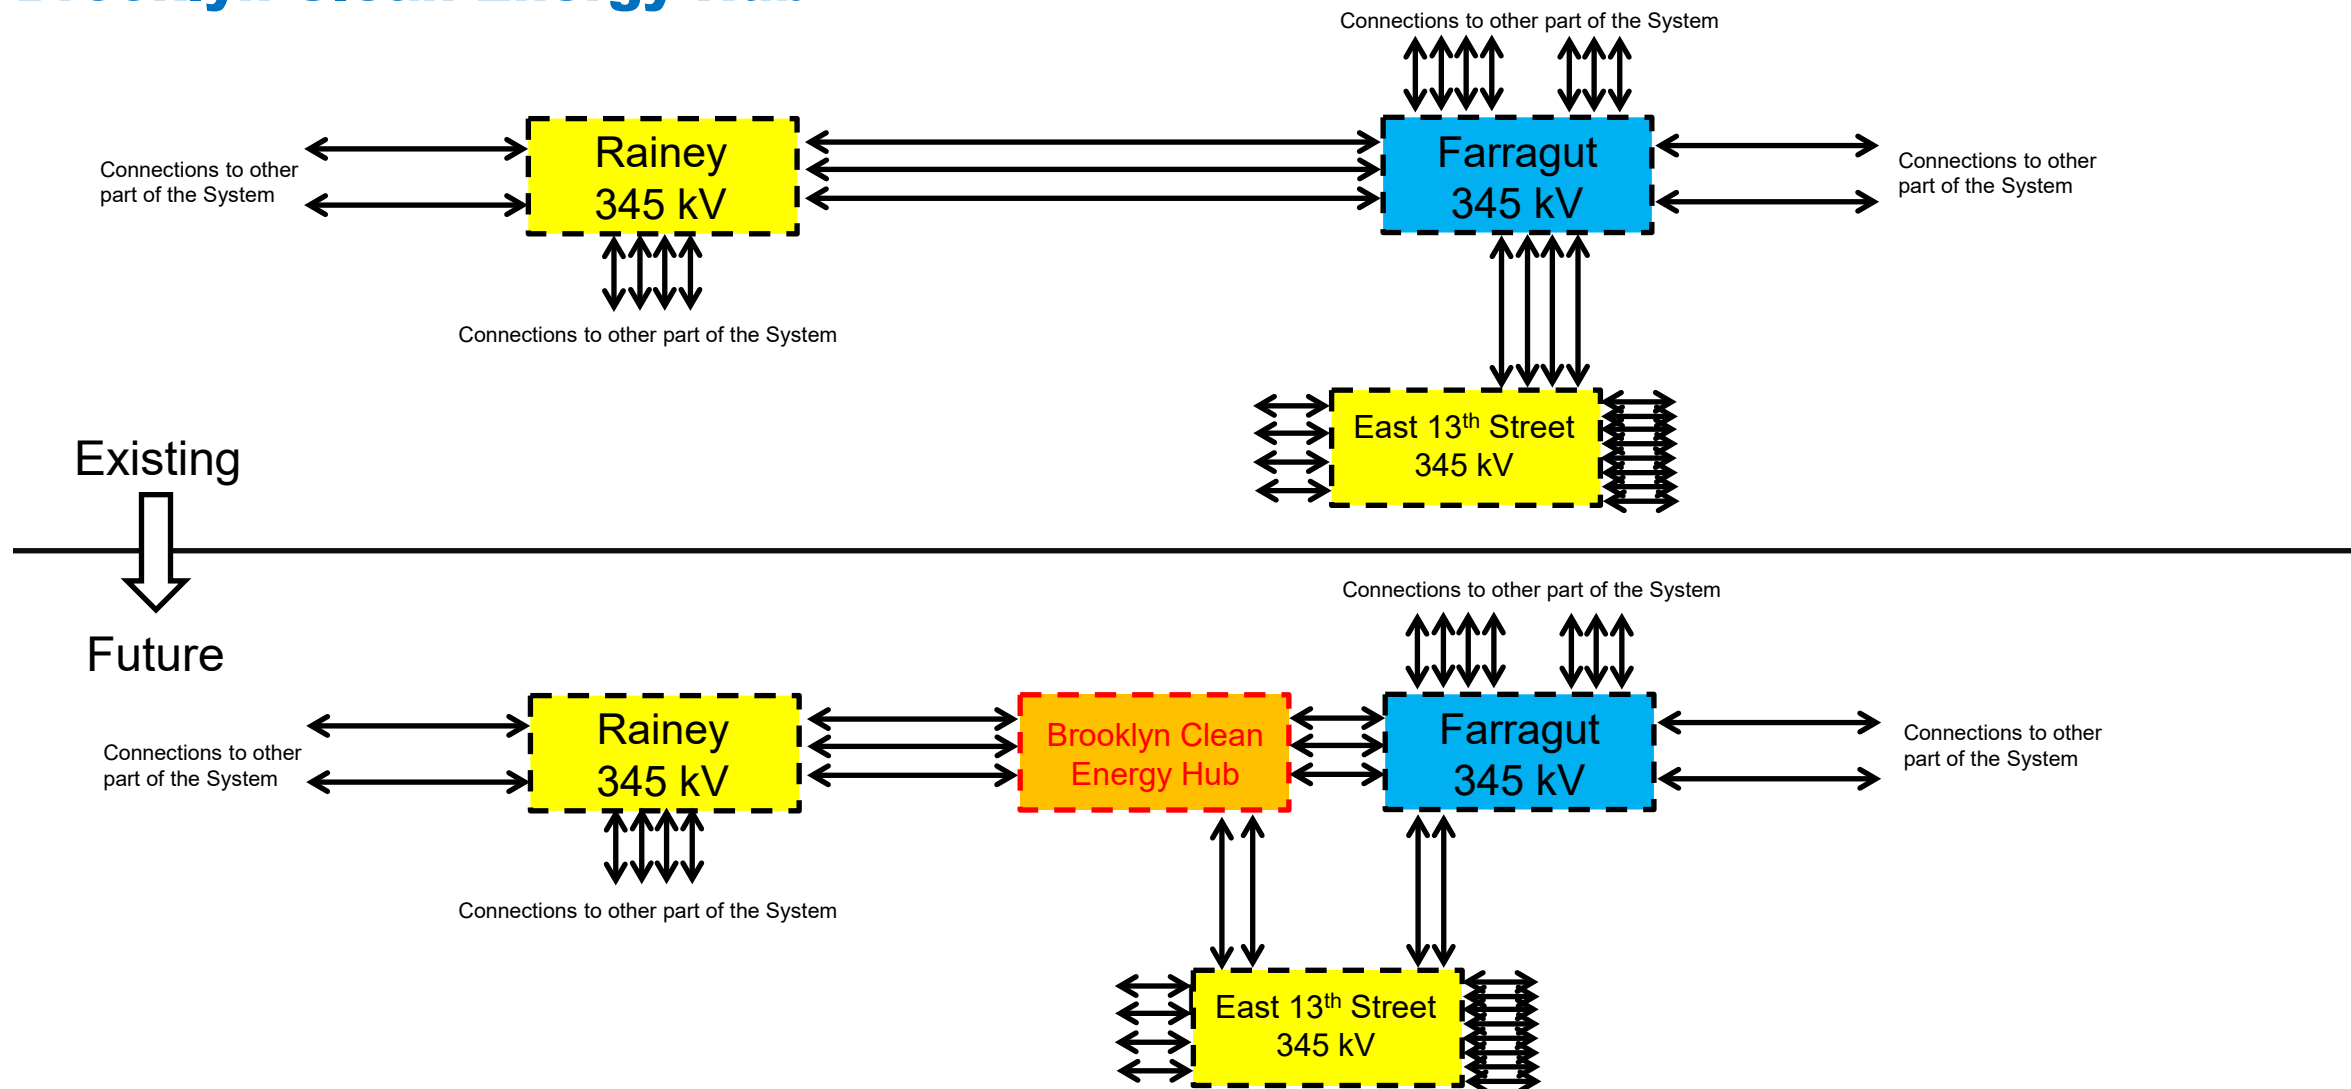 Brooklyn Clean Energy Hub
Connections to other part of the System
Rainey
345 kV
Farragut
345 kV
Connections to other
part of the System
Connections to other
part of the System
Connections to other part of the System
East 13th Street
345 kV
Existing
Future
Connections to other part of the System
Rainey
345 kV
Brooklyn Clean
Energy Hub
Farragut
345 kV
Connections to other
part of the System
Connections to other
part of the System
Connections to other part of the System
East 13th Street
345 kV